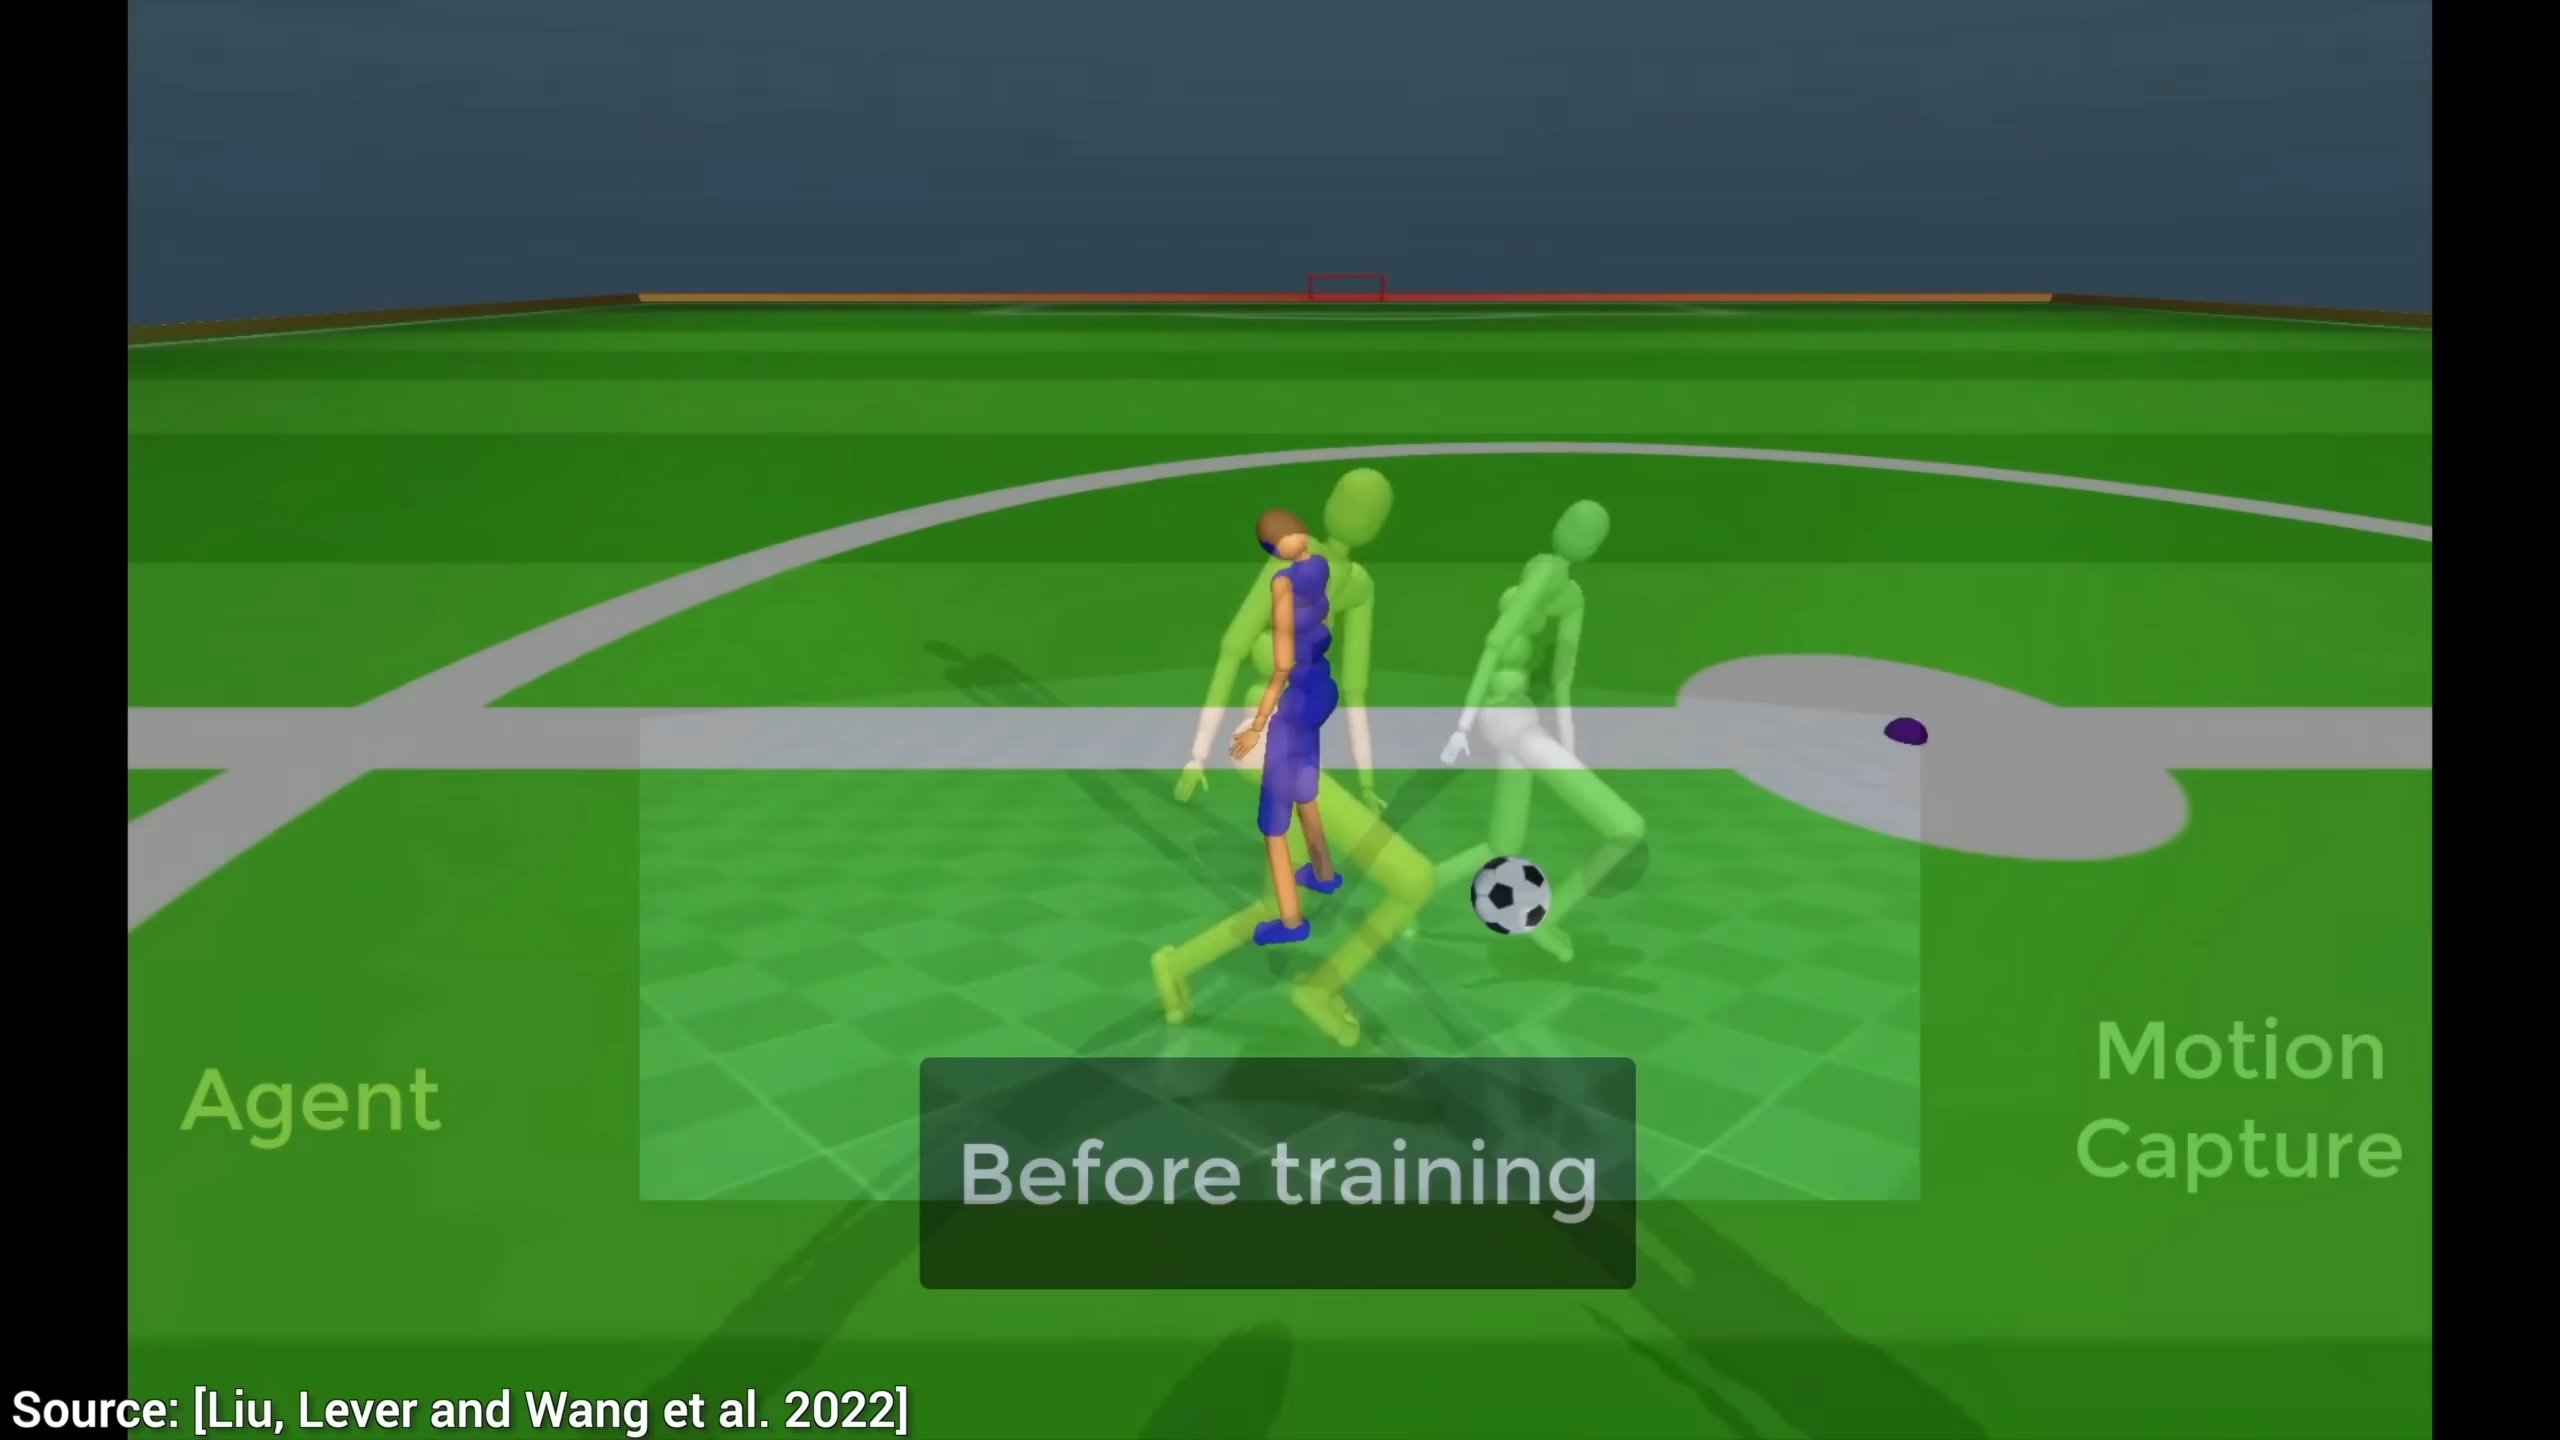 Agent
Motion
Capture
Before training
Source: [Liu, Lever and Wang et al. 2022]